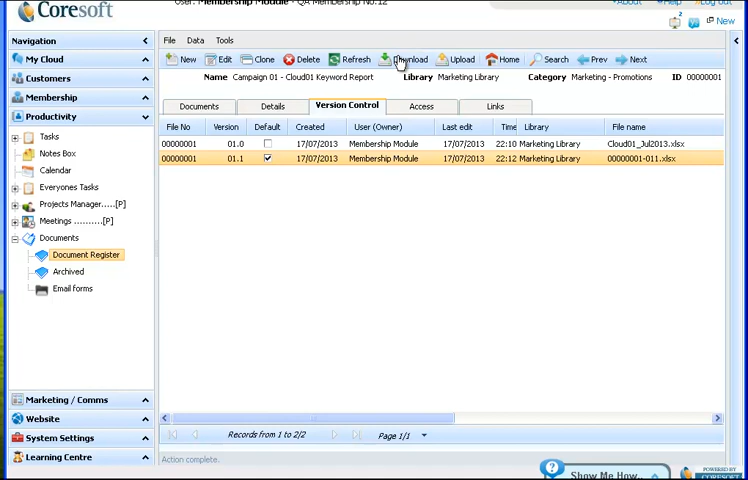 User: Membership Module - QA Membership No.12
About Help Log out
Coresoft
2 New
Navigation
File Data Tools
My Cloud
New Edit Clone Delete Refresh Download Upload Home Search Prev Next
Customers
Name Campaign 01 - Cloud01 Keyword Report Library Marketing Library Category Marketing - Promotions ID 00000001
Membership
Productivity
Documents Details Version Control Access Links
File No Version Default Created User (Owner) Last edit Time Library File name
Tasks
00000001 01.0 17/07/2013 Membership Module 17/07/2013 22:10 Marketing Library Cloud01_Jul2013.xlsx
Notes Box
00000001 01.1 17/07/2013 Membership Module 17/07/2013 22:12 Marketing Library 00000001-011.xlsx
Calendar
Everyones Tasks
Projects Manager....[P]
Meetings ..........[P]
Documents
Document Register
Archived
Email forms
Marketing / Comms
Website
Records from 1 to 2/2 Page 1/1
System Settings
Learning Centre
Action complete.
? Show Me How..
POWERED BY
CORESOFT